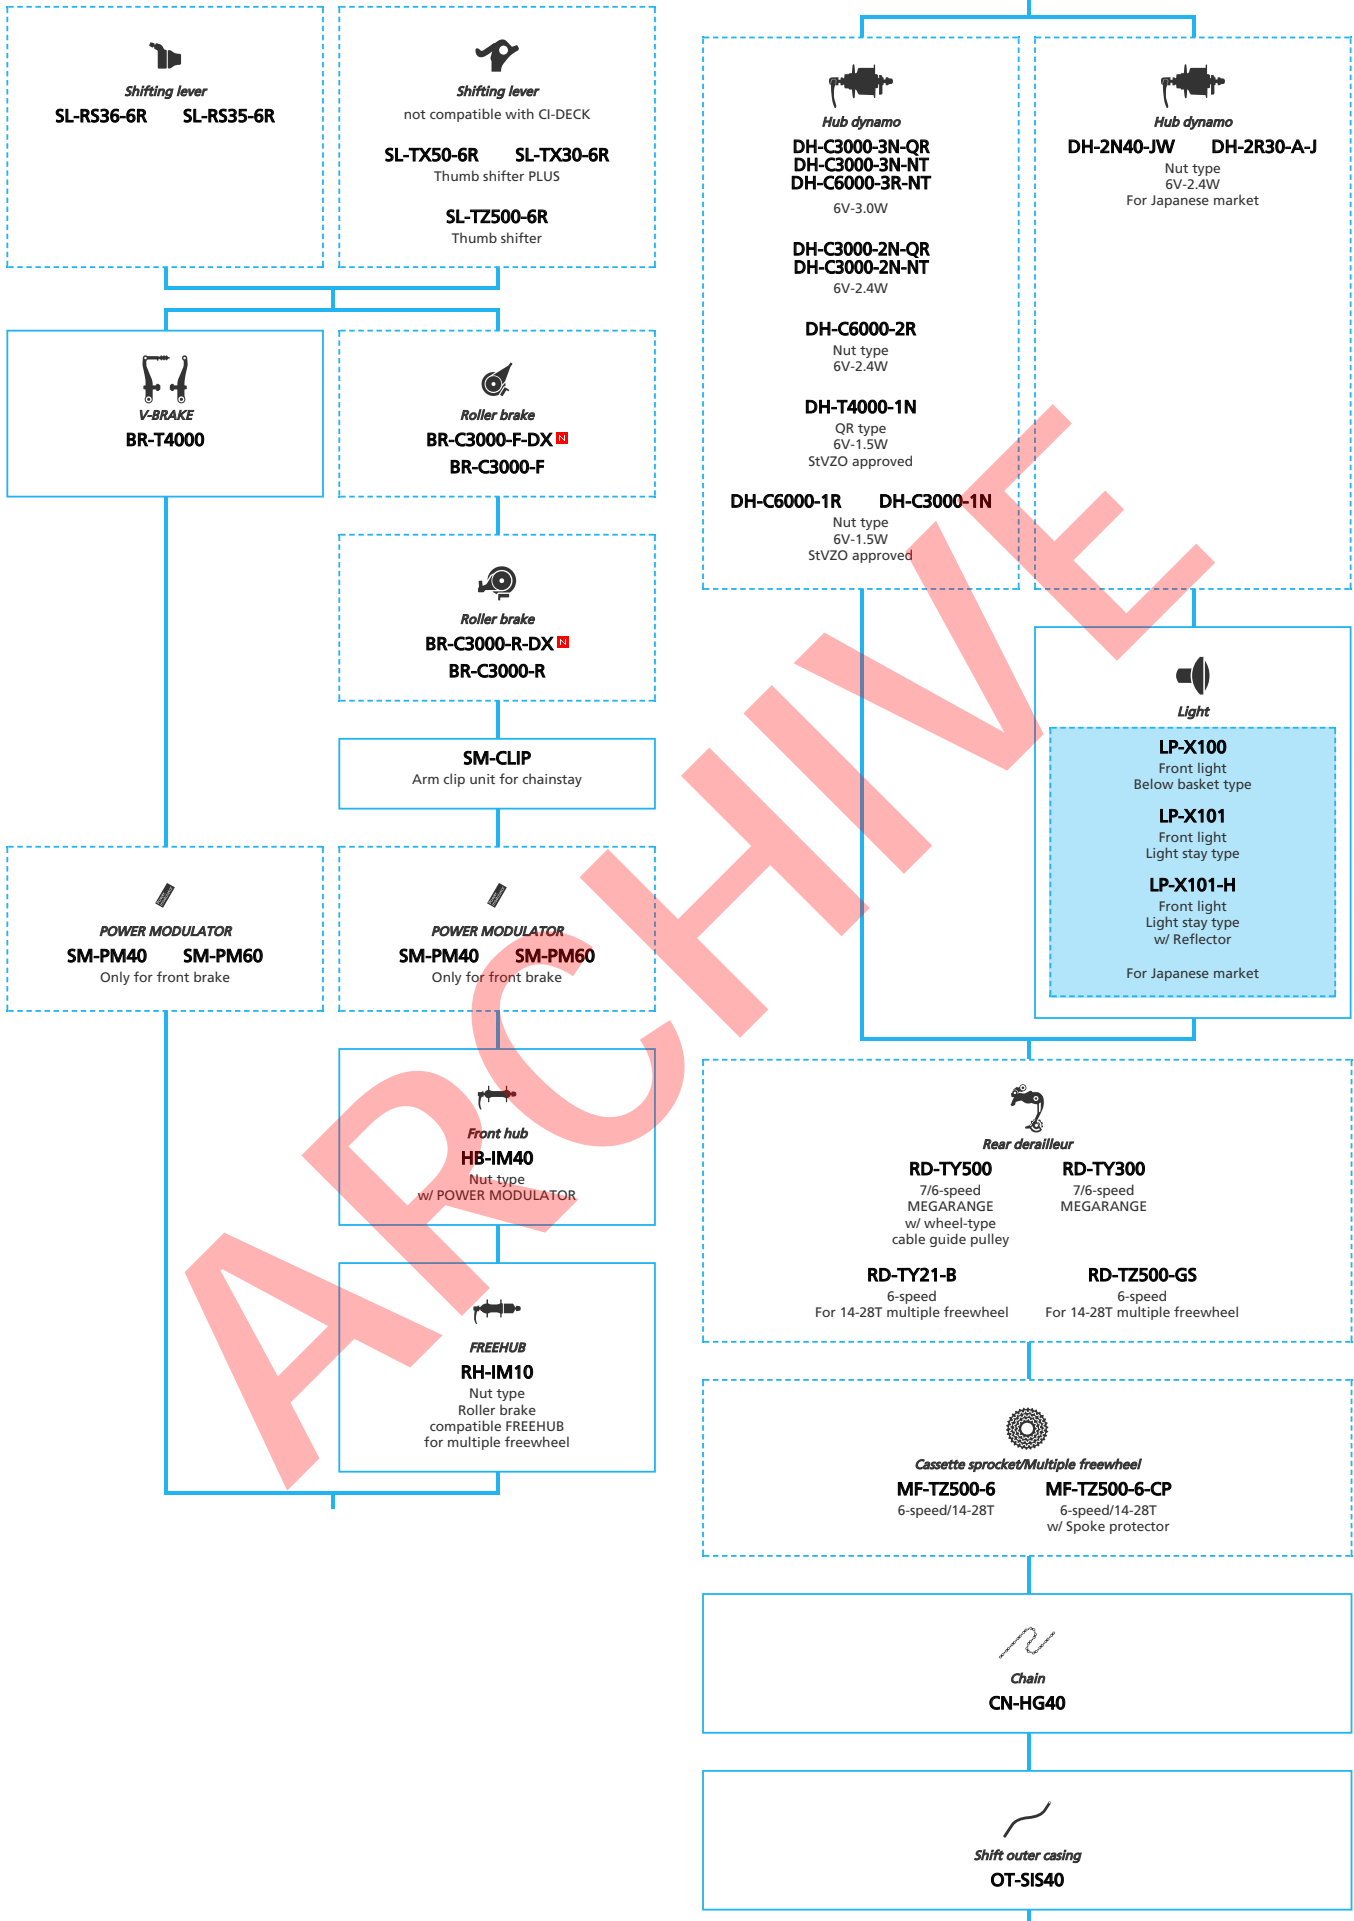 Shifting lever
SL-RS36-6R SL-RS35-6R
Shifting lever
not compatible with CI-DECK
SL-TX50-6R SL-TX30-6R
Thumb shifter PLUS
SL-TZ500-6R
Thumb shifter
V-BRAKE
BR-T4000
Roller brake
BR-C3000-F-DX N
BR-C3000-F
Roller brake
BR-C3000-R-DX N
BR-C3000-R
SM-CLIP
Arm clip unit for chainstay
POWER MODULATOR
SM-PM40 SM-PM60
Only for front brake
POWER MODULATOR
SM-PM40 SM-PM60
Only for front brake
Front hub
HB-IM40
Nut type
w/ POWER MODULATOR
FREEHUB
RH-IM10
Nut type
Roller brake
compatible FREEHUB
for multiple freewheel
Hub dynamo
DH-C3000-3N-QR
DH-C3000-3N-NT
DH-C6000-3R-NT
6V-3.0W
DH-C3000-2N-QR
DH-C3000-2N-NT
6V-2.4W
DH-C6000-2R
Nut type
6V-2.4W
DH-T4000-1N
QR type
6V-1.5W
StVZO approved
DH-C6000-1R DH-C3000-1N
Nut type
6V-1.5W
StVZO approved
Hub dynamo
DH-2N40-JW DH-2R30-A-J
Nut type
6V-2.4W
For Japanese market
Light
LP-X100
Front light
Below basket type
LP-X101
Front light
Light stay type
LP-X101-H
Front light
Light stay type
w/ Reflector
For Japanese market
Rear derailleur
RD-TY500
7/6-speed
MEGARANGE
w/ wheel-type
cable guide pulley
RD-TY300
7/6-speed
MEGARANGE
RD-TY21-B
6-speed
For 14-28T multiple freewheel
RD-TZ500-GS
6-speed
For 14-28T multiple freewheel
Cassette sprocket/Multiple freewheel
MF-TZ500-6
6-speed/14-28T
MF-TZ500-6-CP
6-speed/14-28T
w/ Spoke protector
Chain
CN-HG40
Shift outer casing
OT-SIS40
ARCHIVE